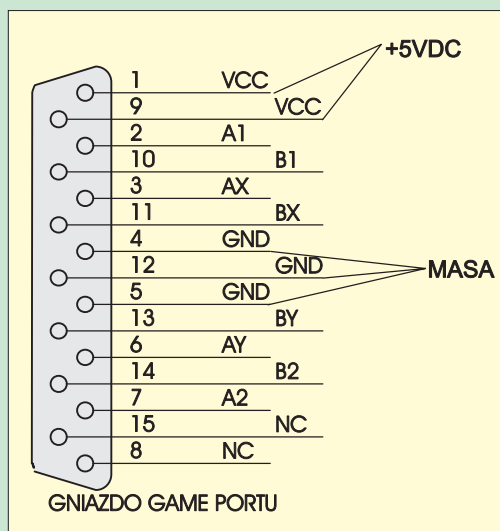 +5VDC
1 VCC
9 VCC
2 A1
10 B1
3 AX
11 BX
4 GND
12 GND
MASA
5 GND
13 BY
6 AY
14 B2
7 A2
15 NC
8 NC
GNIAZDO GAME PORTU